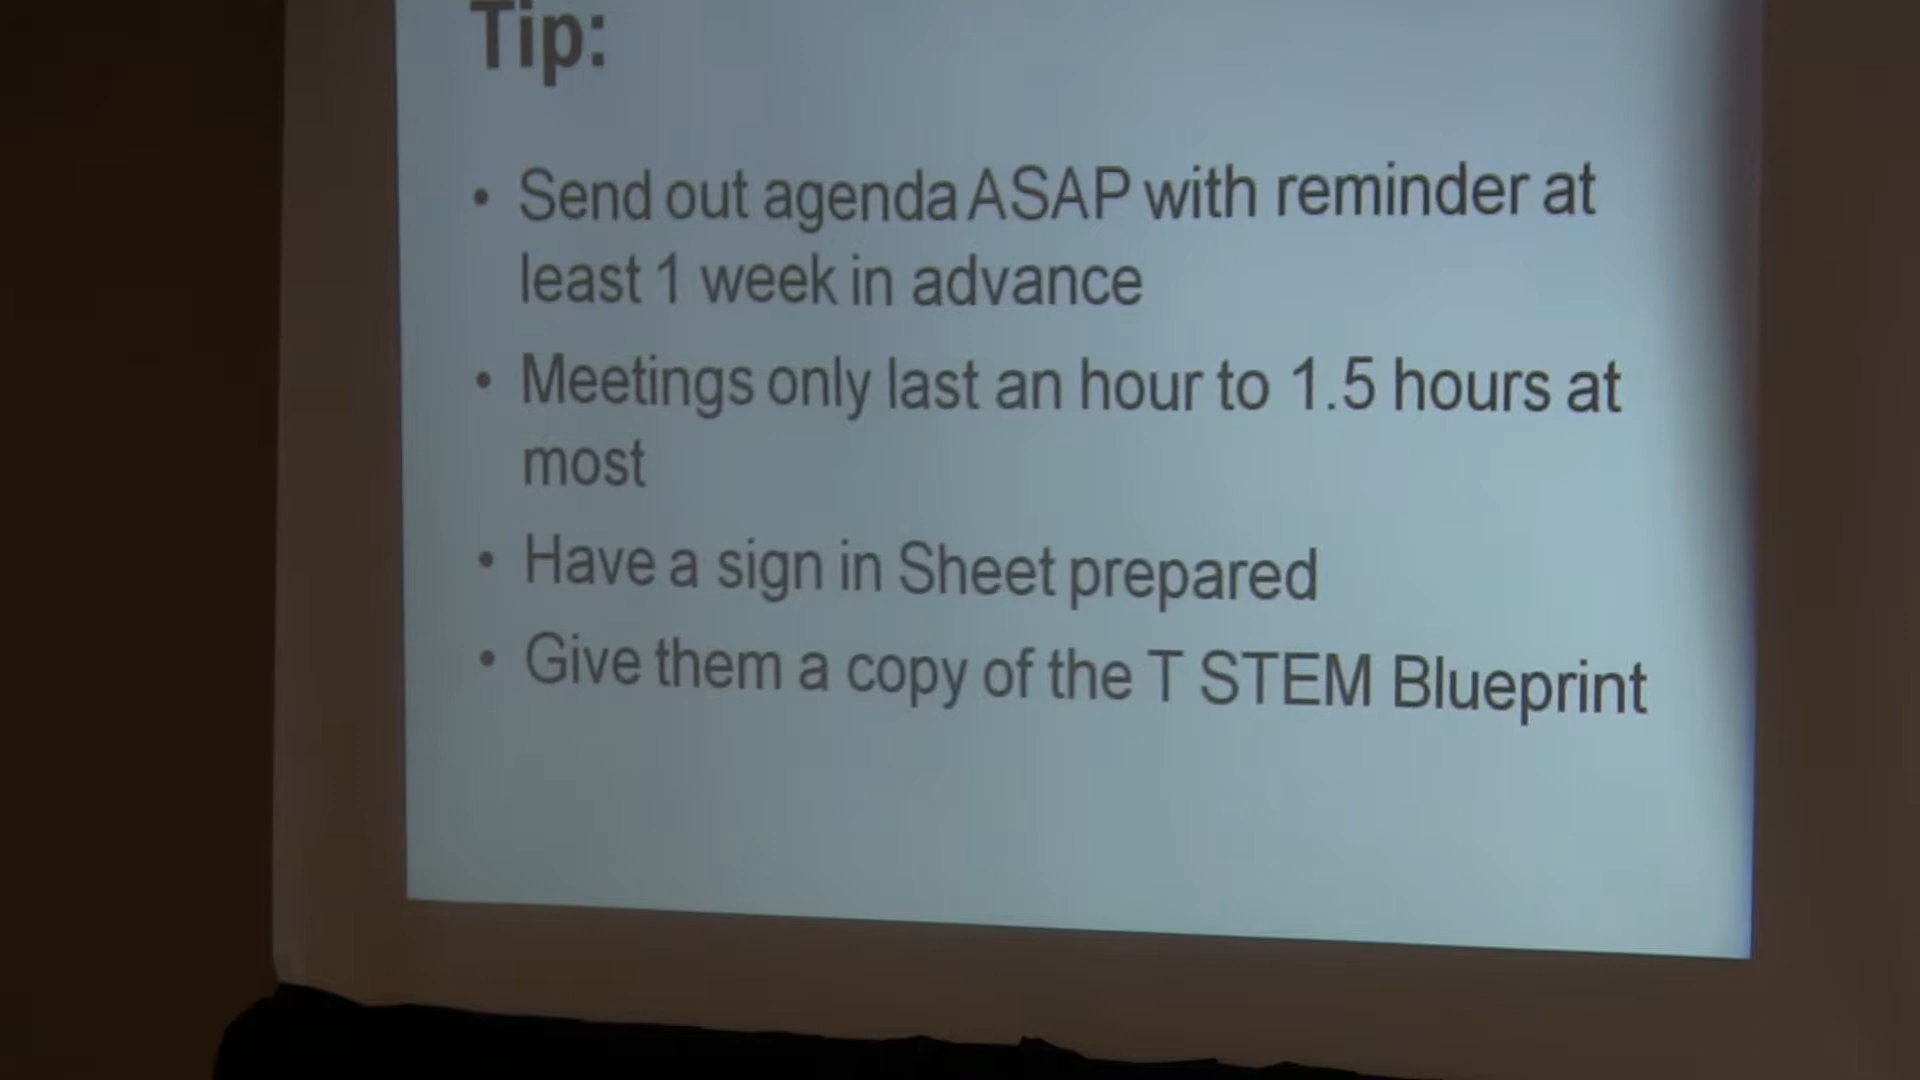 Tip:
• Send out agenda ASAP with reminder at
least 1 week in advance
• Meetings only last an hour to 1.5 hours at
most
• Have a sign in Sheet prepared
• Give them a copy of the T STEM Blueprint